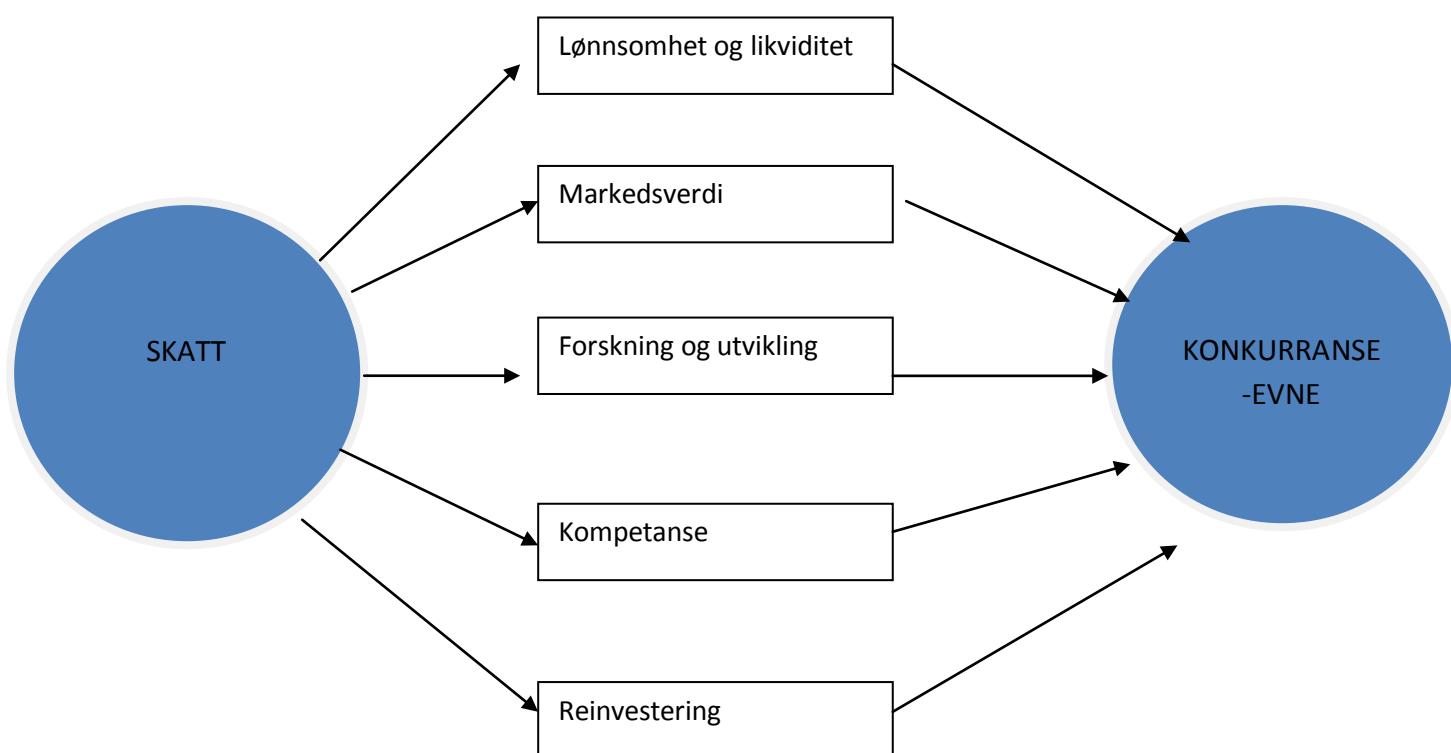 Lønnsomhet og likviditet
Markedsverdi
SKATT
Forskning og utvikling
KONKURRANSE
-EVNE
Kompetanse
Reinvestering